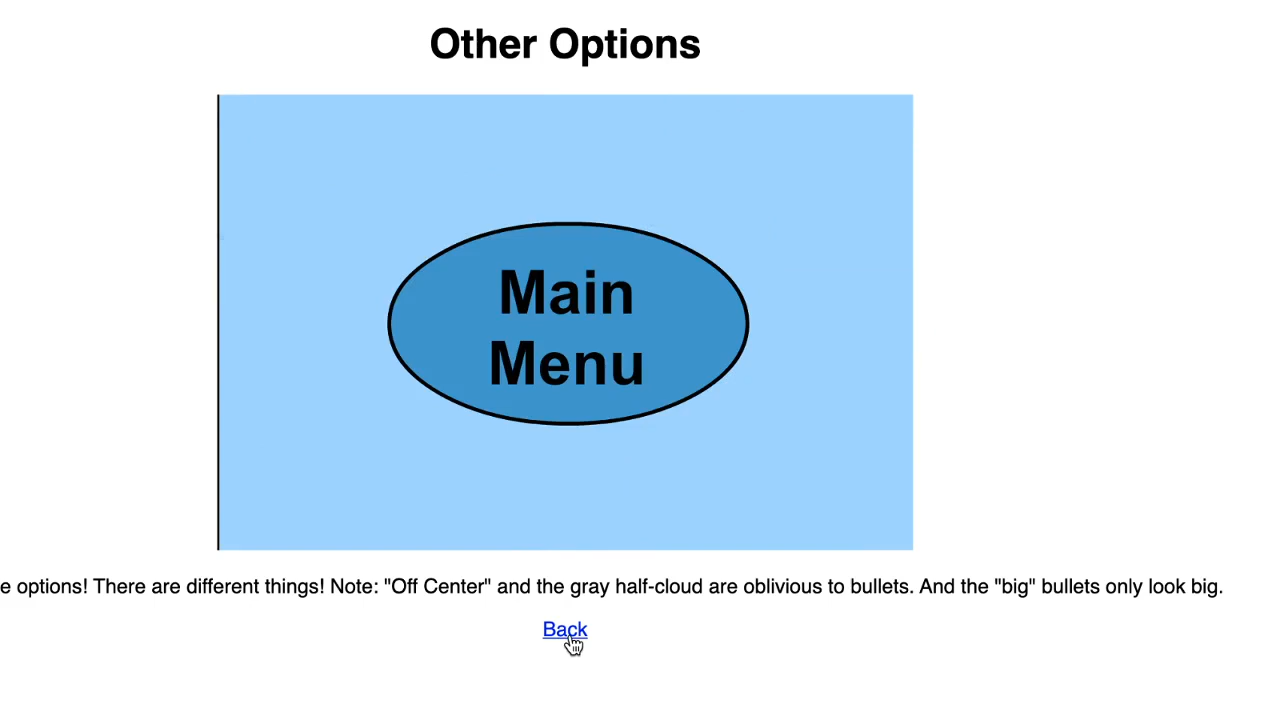 Other Options
Main
Menu
e options! There are different things! Note: "Off Center" and the gray half-cloud are oblivious to bullets. And the "big" bullets only look big.
Back